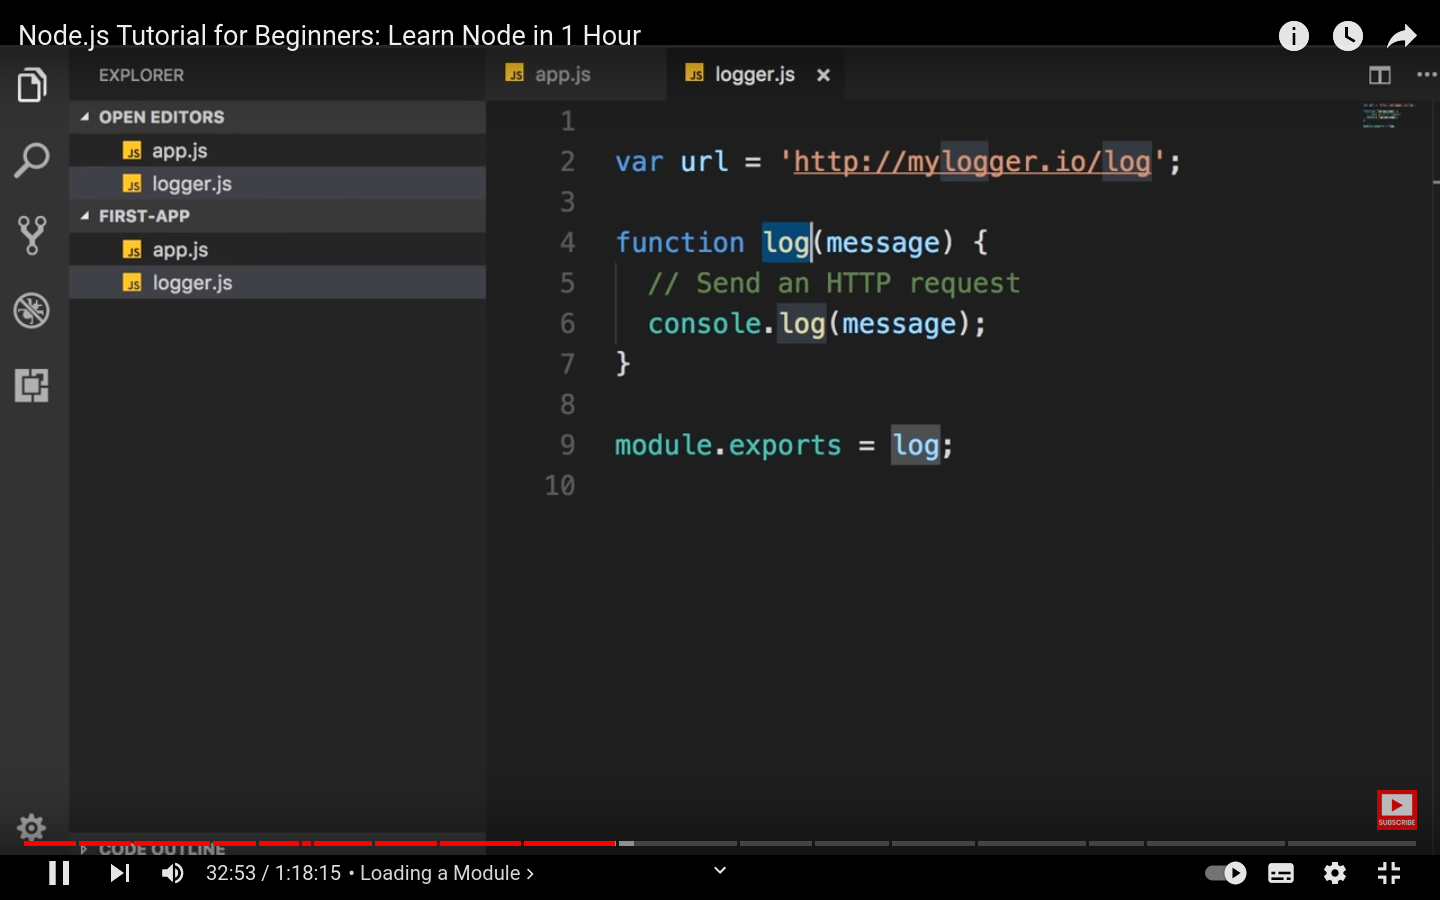 Node.js Tutorial for Beginners: Learn Node in 1 Hour
EXPLORER
OPEN EDITORS
JS app.js
JS logger.js
FIRST-APP
JS app.js
JS logger.js
CODE OUTLINE
JS app.js
JS logger.js ×
1
2 var url = 'http://mylogger.io/log';
3
4 function log(message) {
5 // Send an HTTP request
6 console.log(message);
7 }
8
9 module.exports = log;
10
SUBSCRIBE
32:53 / 1:18:15 • Loading a Module ›